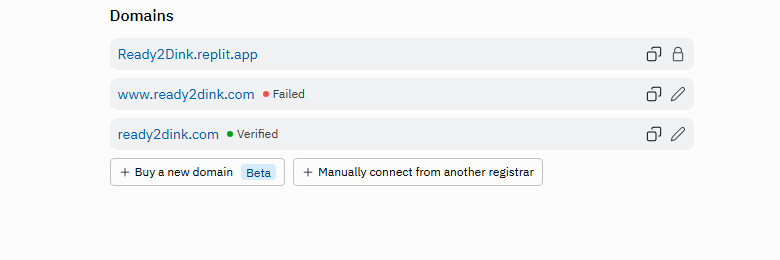 Domains
Ready2Dink.replit.app
www.ready2dink.com Failed
ready2dink.com Verified
+ Buy a new domain Beta + Manually connect from another registrar